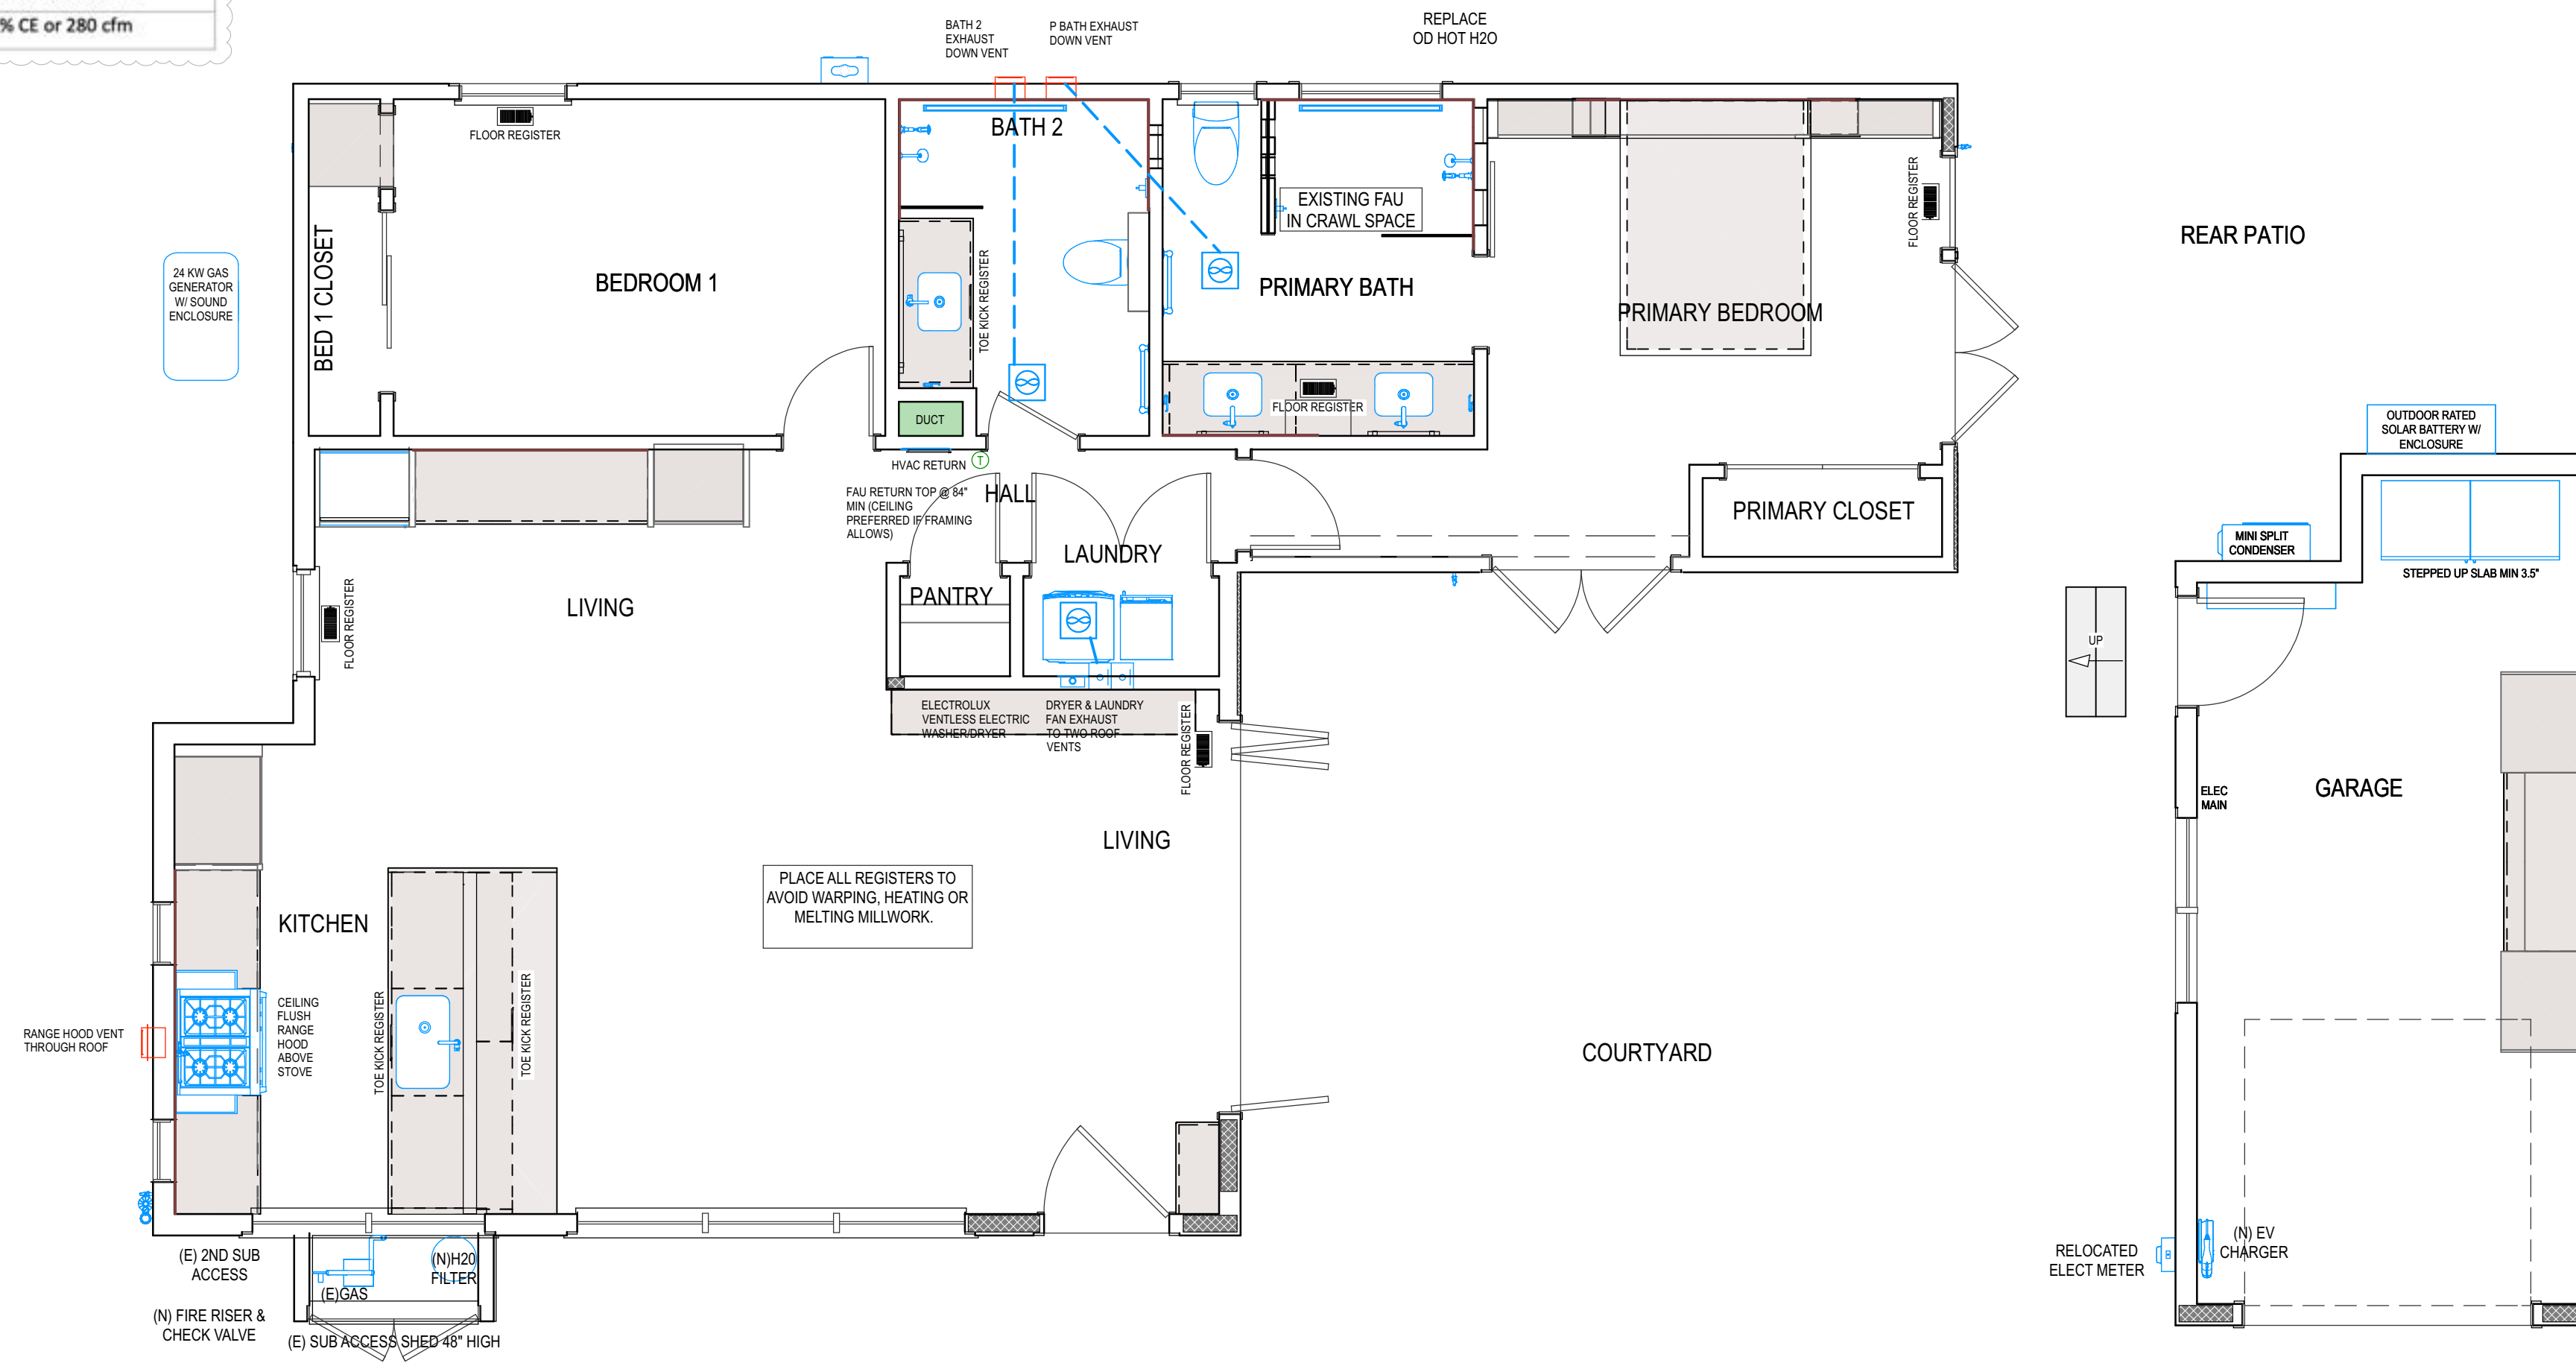 % CE or 280 cfm
BATH 2
EXHAUST
DOWN VENT
P BATH EXHAUST
DOWN VENT
REPLACE
OD HOT H2O
FLOOR REGISTER
BATH 2
EXISTING FAU
IN CRAWL SPACE
FLOOR REGISTER
REAR PATIO
24 KW GAS
GENERATOR
W/ SOUND
ENCLOSURE
BED 1 CLOSET
BEDROOM 1
TOE KICK REGISTER
PRIMARY BATH
PRIMARY BEDROOM
FLOOR REGISTER
DUCT
OUTDOOR RATED
SOLAR BATTERY W/
ENCLOSURE
HVAC RETURN
T
FAU RETURN TOP @ 84"
MIN (CEILING
PREFERRED IF FRAMING
ALLOWS)
HALL
PRIMARY CLOSET
LAUNDRY
MINI SPLIT
CONDENSER
STEPPED UP SLAB MIN 3.5"
PANTRY
LIVING
FLOOR REGISTER
UP
ELECTROLUX
VENTLESS ELECTRIC
WASHER/DRYER
DRYER & LAUNDRY
FAN EXHAUST
TO TWO ROOF
VENTS
FLOOR REGISTER
ELEC
MAIN
GARAGE
LIVING
PLACE ALL REGISTERS TO
AVOID WARPING, HEATING OR
MELTING MILLWORK.
KITCHEN
CEILING
FLUSH
RANGE
HOOD
ABOVE
STOVE
TOE KICK REGISTER
TOE KICK REGISTER
RANGE HOOD VENT
THROUGH ROOF
COURTYARD
(E) 2ND SUB
ACCESS
(N)H20
FILTER
(E)GAS
(N) FIRE RISER &
CHECK VALVE
(E) SUB ACCESS SHED 48" HIGH
RELOCATED
ELECT METER
(N) EV
CHARGER